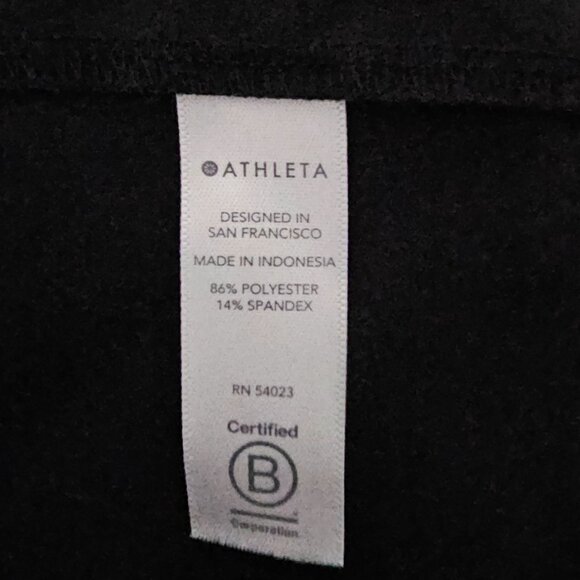 ATHLETA
DESIGNED IN
SAN FRANCISCO
MADE IN INDONESIA
86% POLYESTER
14% SPANDEX
RN 54023
Certified
B
Corporation